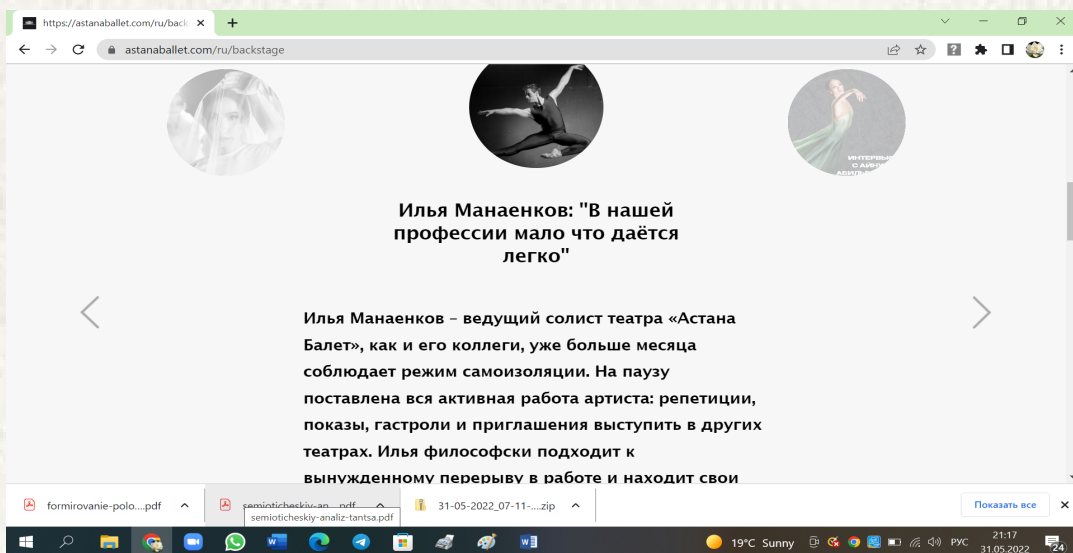 https://astanaballet.com/ru/back
astanaballet.com/ru/backstage
ИНТЕРВЬЮ
С АЙНУ
Илья Манаенков: "В нашей
профессии мало что даётся
легко"
Илья Манаенков – ведущий солист театра «Астана
Балет», как и его коллеги, уже больше месяца
соблюдает режим самоизоляции. На паузу
поставлена вся активная работа артиста: репетиции,
показы, гастроли и приглашения выступить в других
театрах. Илья философски подходит к
вынужденному перерыву в работе и находит свои
formirovanie-polo....pdf
semioticheskiy-an....pdf
31-05-2022_07-11-....zip
Показать все
semioticheskiy-analiz-tantsa.pdf
19°C Sunny
РУС
21:17
31.05.2022
24